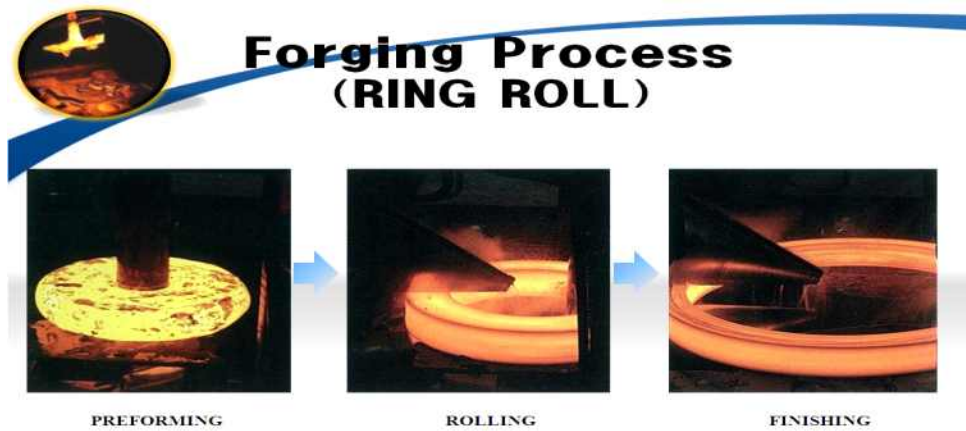 Forging Process
(RING ROLL)
PREFORMING
ROLLING
FINISHING